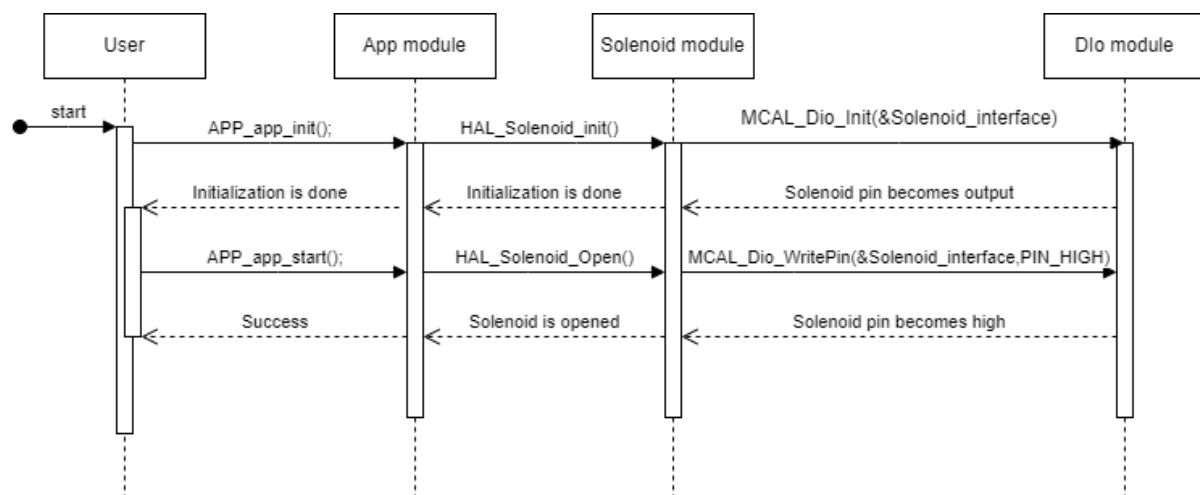 User
App module
Solenoid module
DIo module
start
APP_app_init();
HAL_Solenoid_init()
MCAL_Dio_Init(&Solenoid_interface)
Initialization is done
Initialization is done
Solenoid pin becomes output
APP_app_start();
HAL_Solenoid_Open()
MCAL_Dio_WritePin(&Solenoid_interface,PIN_HIGH)
Success
Solenoid is opened
Solenoid pin becomes high